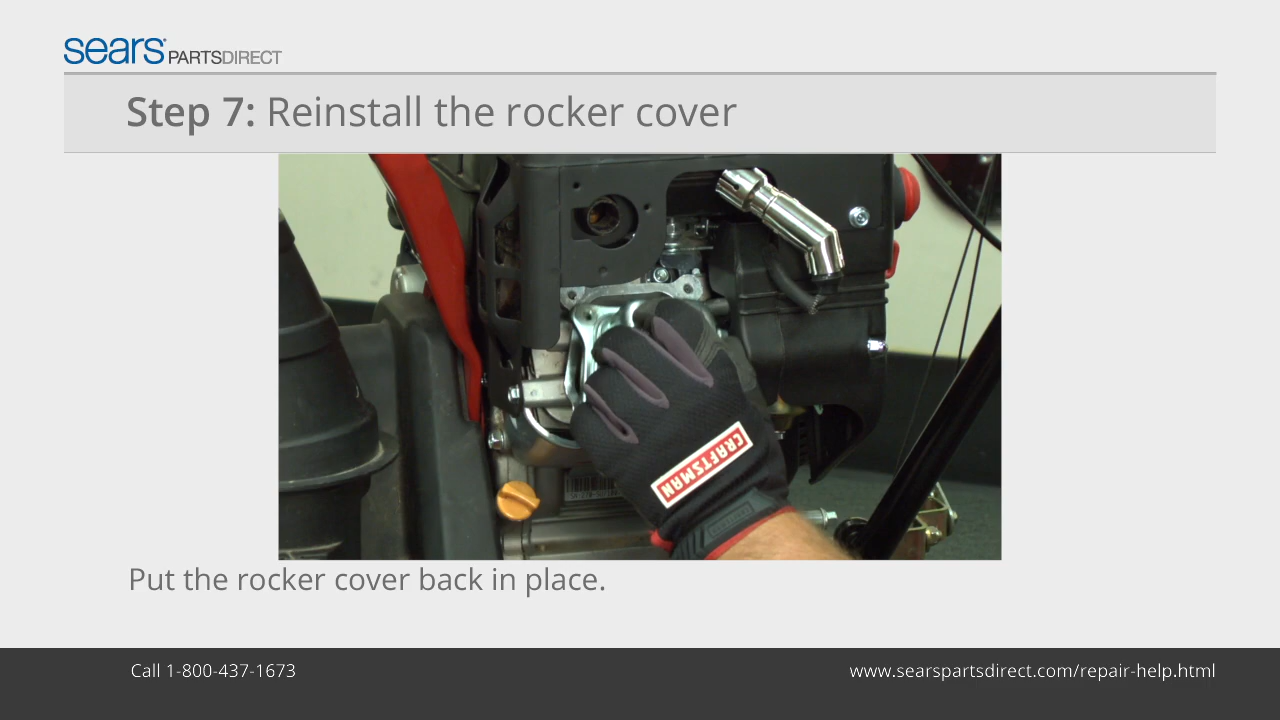 sears PARTSDIRECT
Step 7: Reinstall the rocker cover
CRAFTSMAN
Put the rocker cover back in place.
Call 1-800-437-1673
www.searspartsdirect.com/repair-help.html